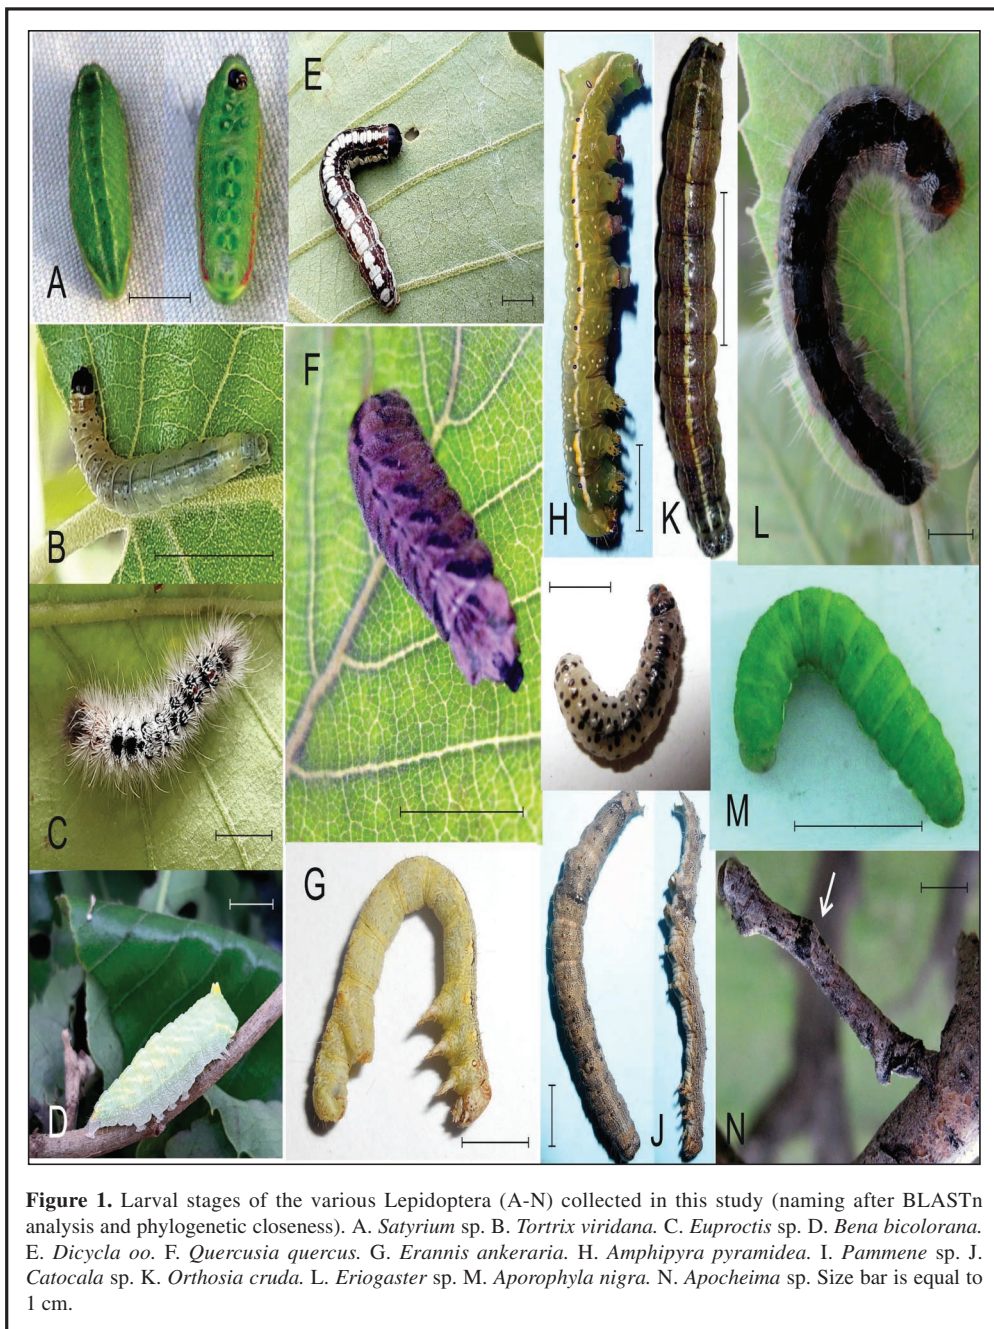 A
B
C
D
E
F
G
H
K
L
M
J
N
Figure 1. Larval stages of the various Lepidoptera (A-N) collected in this study (naming after BLASTn
analysis and phylogenetic closeness). A. Satyrium sp. B. Tortrix viridana. C. Euproctis sp. D. Bena bicolorana.
E. Dicycla oo. F. Quercusia quercus. G. Erannis ankeraria. H. Amphipyra pyramidea. I. Pammene sp. J.
Catocala sp. K. Orthosia cruda. L. Eriogaster sp. M. Aporophyla nigra. N. Apocheima sp. Size bar is equal to
1 cm.